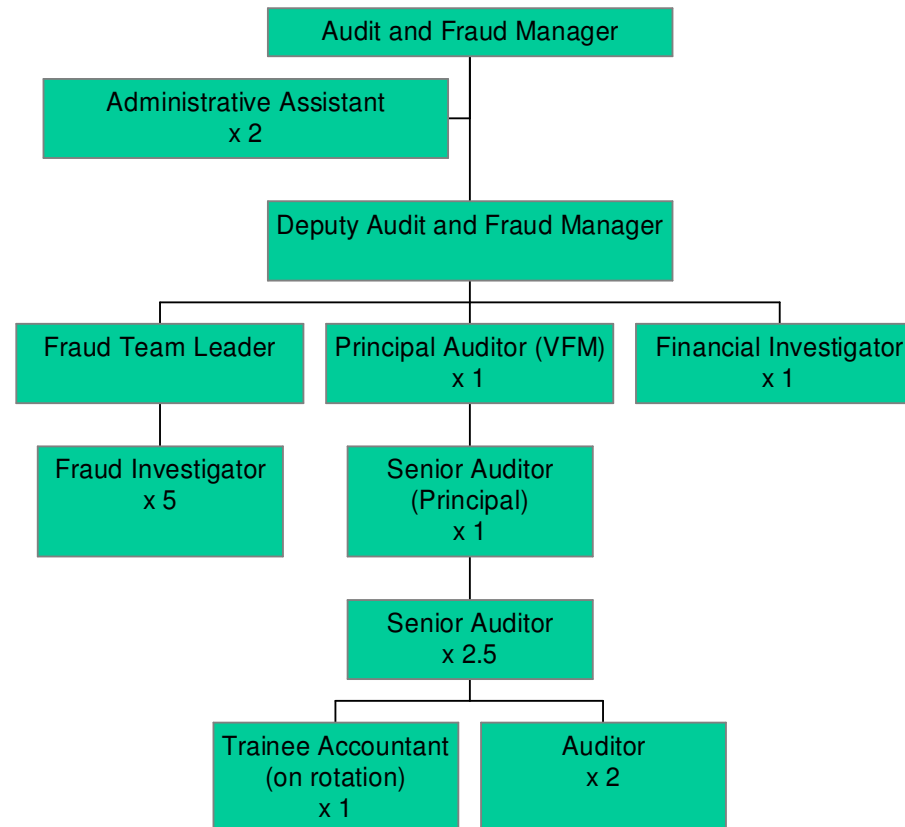 Audit and Fraud Manager
Administrative Assistant
x 2
Deputy Audit and Fraud Manager
Fraud Team Leader
Principal Auditor (VFM)
x 1
Financial Investigator
x 1
Fraud Investigator
x 5
Senior Auditor
(Principal)
x 1
Senior Auditor
x 2.5
Trainee Accountant
(on rotation)
x 1
Auditor
x 2